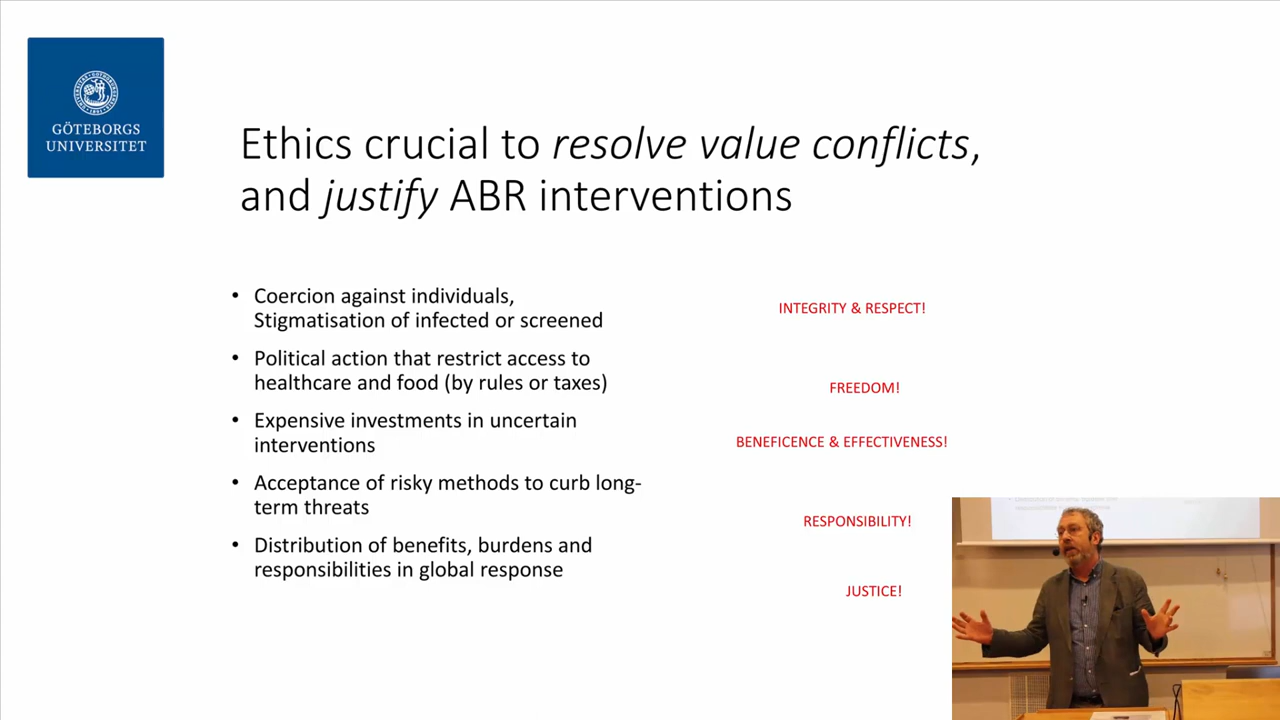 GÖTEBORGS
UNIVERSITET
Ethics crucial to resolve value conflicts,
and justify ABR interventions
• Coercion against individuals,
Stigmatisation of infected or screened
INTEGRITY & RESPECT!
• Political action that restrict access to
healthcare and food (by rules or taxes)
FREEDOM!
• Expensive investments in uncertain
interventions
BENEFICENCE & EFFECTIVENESS!
• Acceptance of risky methods to curb long-
term threats
RESPONSIBILITY!
• Distribution of benefits, burdens and
responsibilities in global response
JUSTICE!